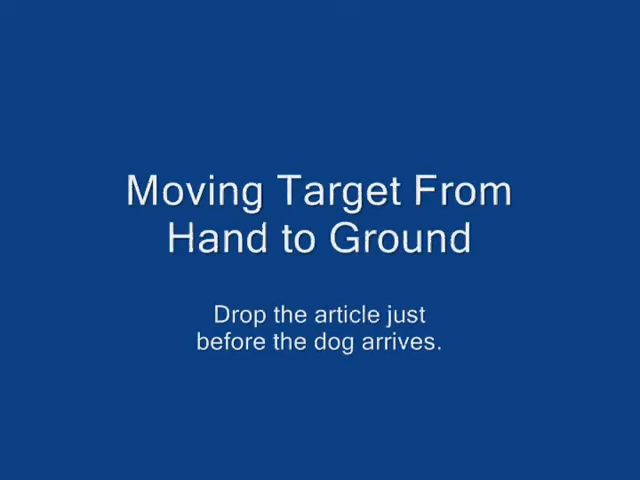 Moving Target From
Hand to Ground
Drop the article just
before the dog arrives.